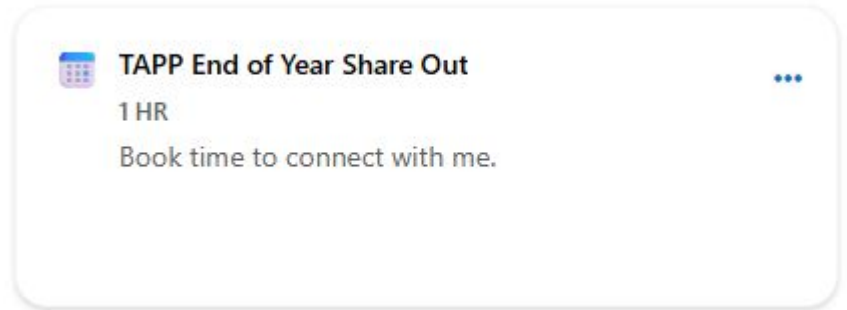 TAPP End of Year Share Out
1 HR
Book time to connect with me.